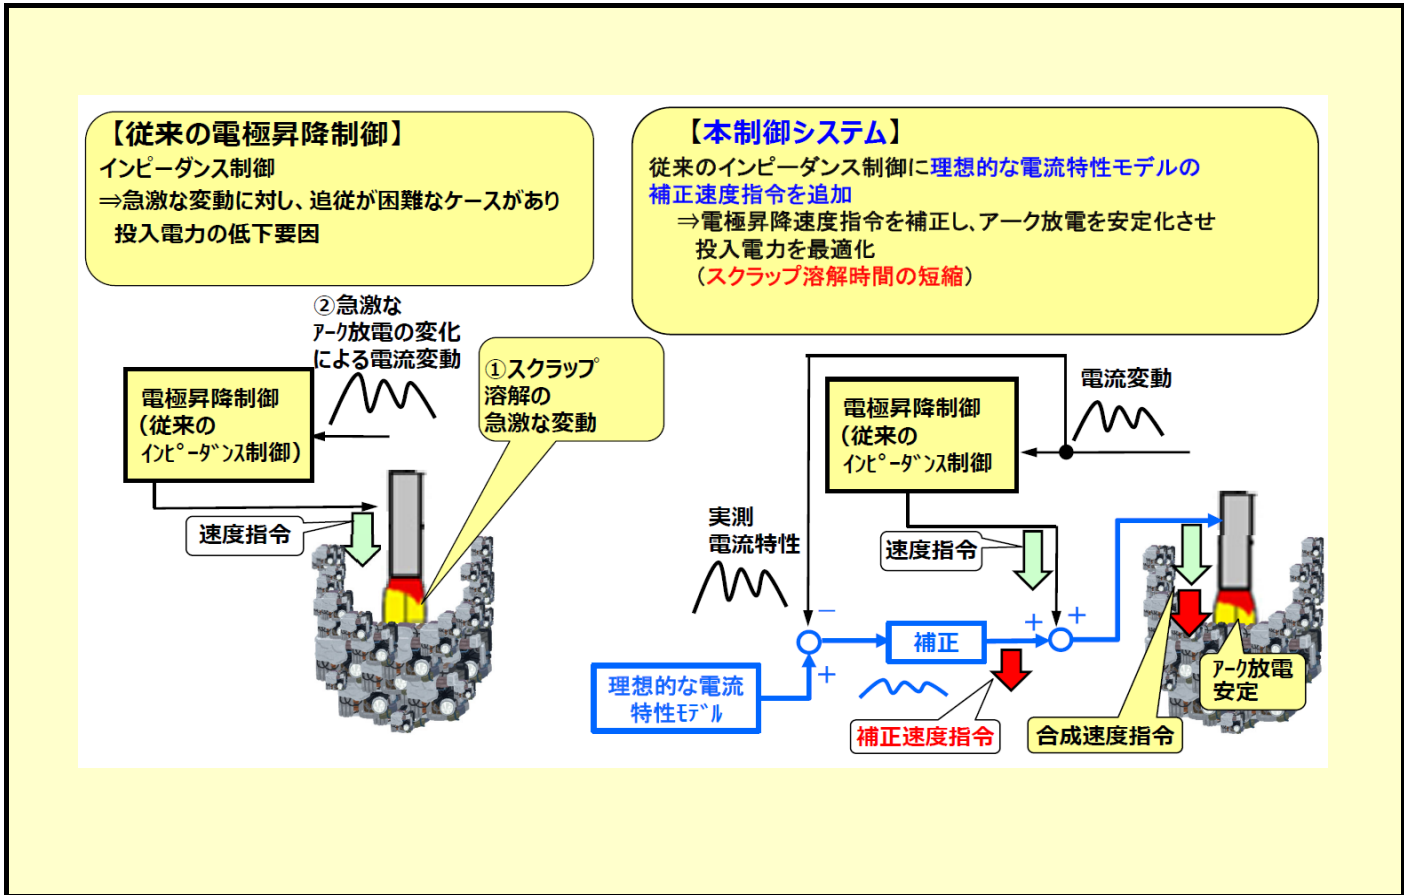 【従来の電極昇降制御】
インピーダンス制御
⇒急激な変動に対し、追従が困難なケースがあり
投入電力の低下要因
②急激な
ｱｰｸ放電の変化
による電流変動
①スクラップ
溶解の
急激な変動
電極昇降制御
(従来の
ｲﾝﾋﾟｰﾀﾞﾝｽ制御)
速度指令
【本制御システム】
従来のインピーダンス制御に理想的な電流特性モデルの
補正速度指令を追加
⇒電極昇降速度指令を補正し、アーク放電を安定化させ
投入電力を最適化
（スクラップ溶解時間の短縮）
電流変動
電極昇降制御
(従来の
ｲﾝﾋﾟｰﾀﾞﾝｽ制御
実測
電流特性
速度指令
－
＋
補正
＋
＋
理想的な電流
特性ﾓﾃﾞﾙ
補正速度指令
合成速度指令
ｱｰｸ放電
安定